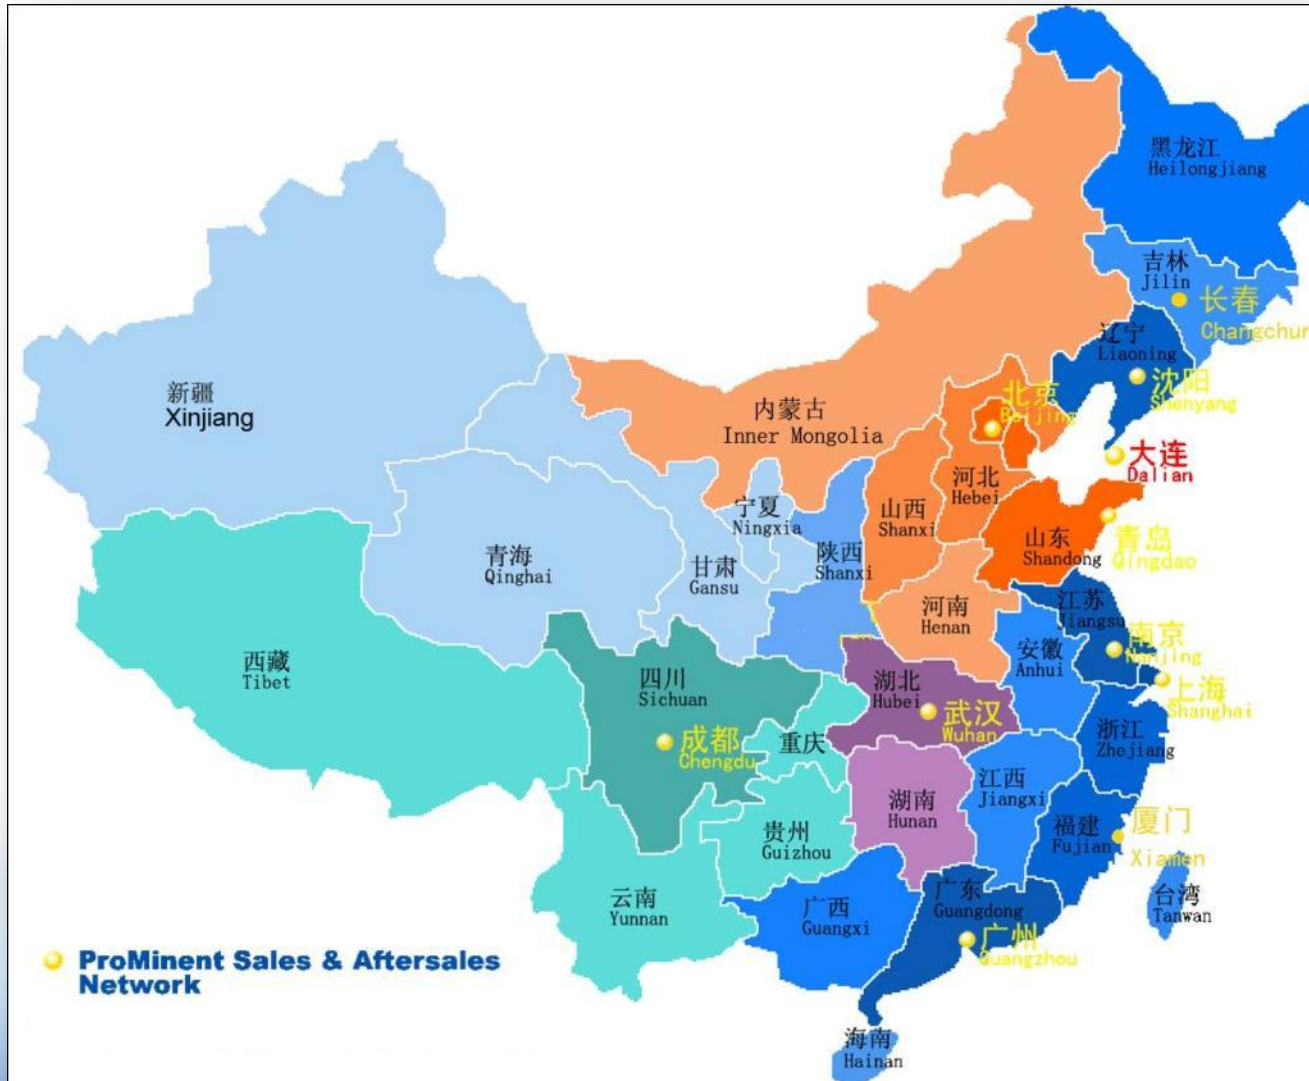 黑龙江
Heilongjiang
吉林
Jilin
长春
Changchun
辽宁
Liaoning
沈阳
Shenyang
新疆
Xinjiang
内蒙古
Inner Mongolia
北京
Beijing
大连
Dalian
河北
Hebei
宁夏
Ningxia
山西
Shanxi
山东
Shandong
青岛
Qingdao
青海
Qinghai
甘肃
Gansu
陕西
Shanxi
河南
Henan
江苏
Jiangsu
南京
Nanjing
安徽
Anhui
西藏
Tibet
四川
Sichuan
湖北
Hubei
武汉
Wuhan
上海
Shanghai
成都
Chengdu
重庆
浙江
Zhejiang
江西
Jiangxi
湖南
Hunan
贵州
Guizhou
福建
Fujian
厦门
Xiamen
云南
Yunnan
广西
Guangxi
广东
Guangdong
台湾
Tanwan
广州
Guangzhou
ProMinent Sales & Aftersales
Network
海南
Hainan